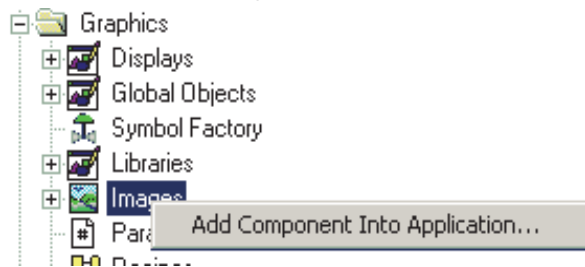 Graphics
Displays
Global Objects
Symbol Factory
Libraries
Images
Add Component Into Application...